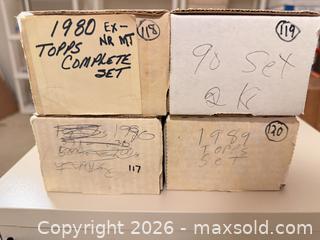 1980 EX-
NR MT
TOPPS
COMPLETE
SET
118
90 Set
119
1980
117
1989
TOPPS
SET
120
Copyright 2026 - maxsold.com